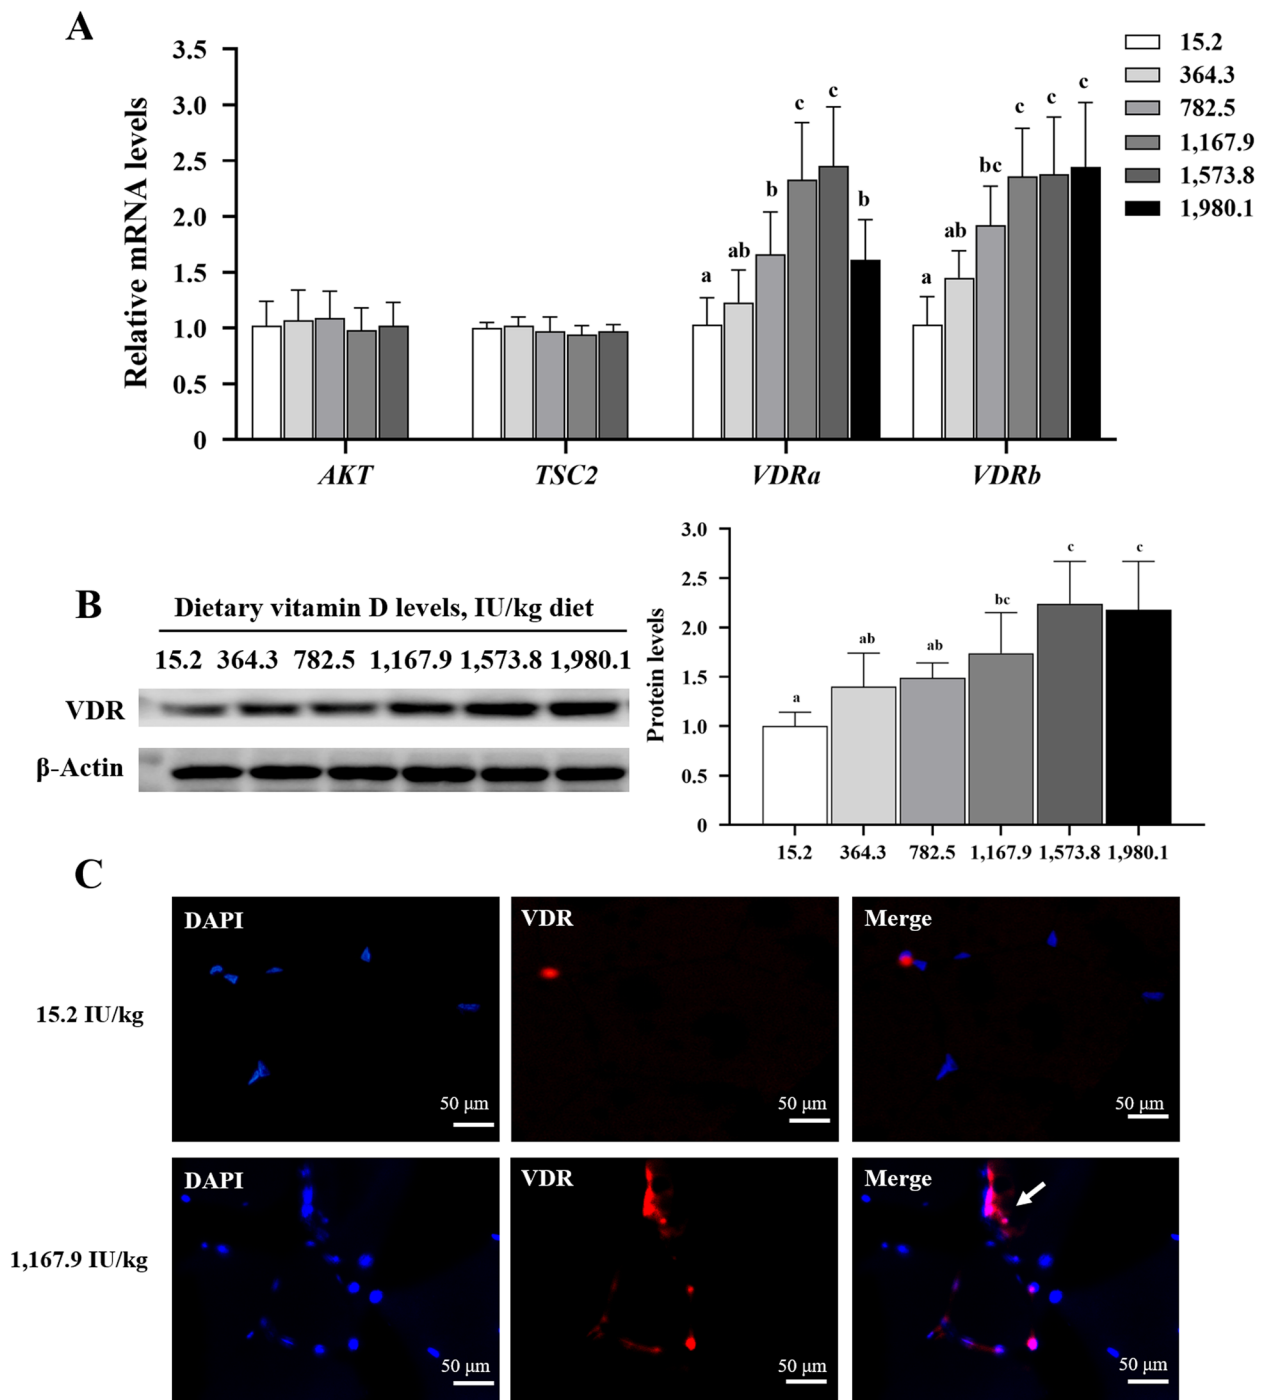 A
3.5
3.0
2.5
2.0
1.5
1.0
0.5
0
Relative mRNA levels
a
ab
b
c
c
b
a
ab
bc
c
c
c
AKT
TSC2
VDRa
VDRb
15.2
364.3
782.5
1,167.9
1,573.8
1,980.1
B
Dietary vitamin D levels, IU/kg diet
15.2 364.3 782.5 1,167.9 1,573.8 1,980.1
VDR
β-Actin
3.0
2.5
2.0
1.5
1.0
0.5
0
Protein levels
a
ab
ab
bc
c
c
15.2 364.3 782.5 1,167.9 1,573.8 1,980.1
C
15.2 IU/kg
DAPI
50 μm
VDR
50 μm
Merge
50 μm
1,167.9 IU/kg
DAPI
50 μm
VDR
50 μm
Merge
50 μm